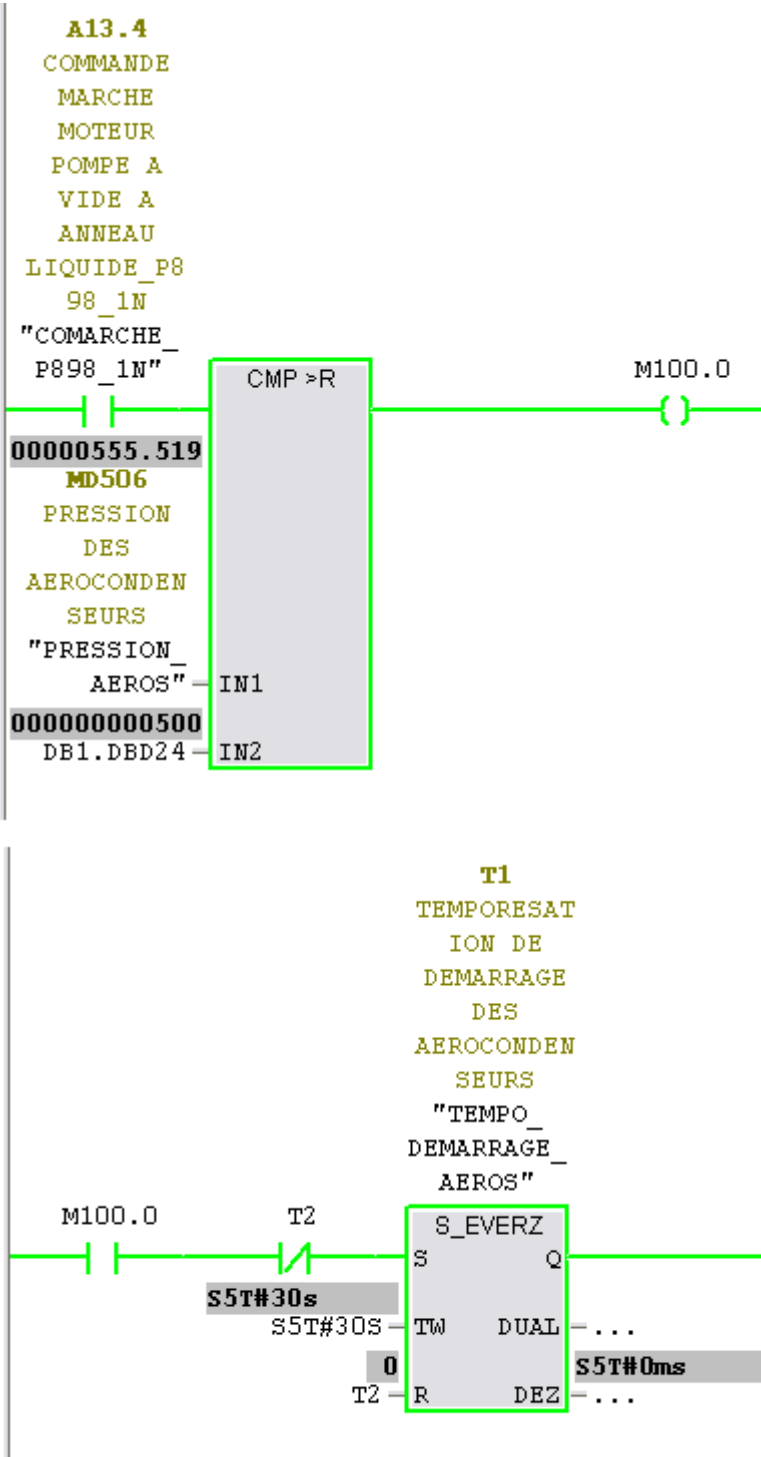 A13.4
COMMANDE
MARCHE
MOTEUR
POMPE A
VIDE A
ANNEAU
LIQUIDE_P8
98_1N
"COMARCHE_
P898_1N"
CMP >R
M100.0
00000555.519
MD506
PRESSION
DES
AEROCONDEN
SEURS
"PRESSION_
AEROS"
IN1
000000000500
DB1.DBD24
IN2
T1
TEMPORESAT
ION DE
DEMARRAGE
DES
AEROCONDEN
SEURS
"TEMPO_
DEMARRAGE_
AEROS"
M100.0
T2
S_EVERZ
S
Q
S5T#30s
S5T#30S
TW
DUAL
...
0
S5T#0ms
T2
R
DEZ
...